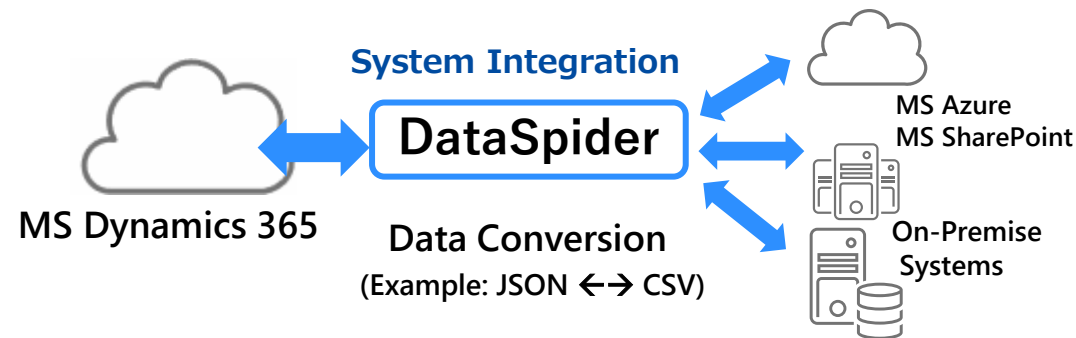 System Integration
DataSpider
MS Dynamics 365
Data Conversion
(Example: JSON ←→ CSV)
MS Azure
MS SharePoint
On-Premise
Systems